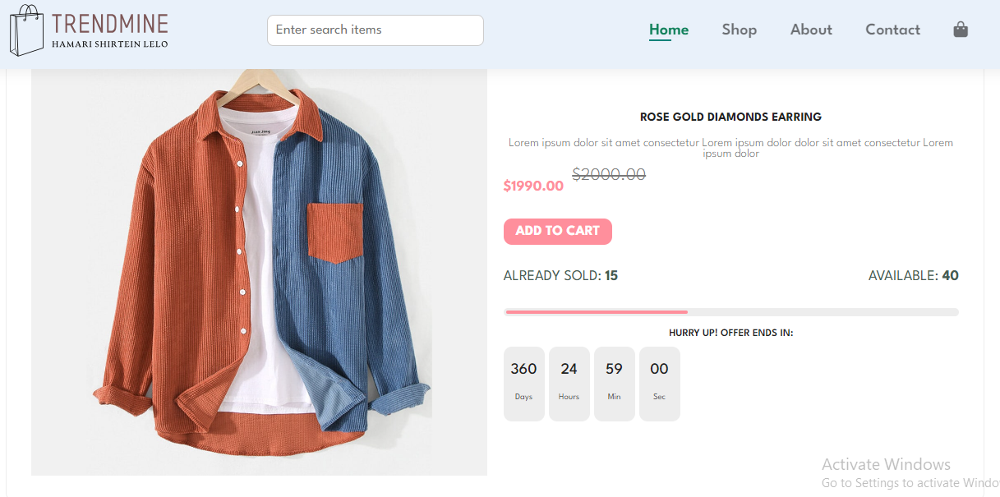 TRENDMINE
HAMARI SHIRTEIN LELO
Enter search items
Home Shop About Contact
ROSE GOLD DIAMONDS EARRING
Lorem ipsum dolor sit amet consectetur Lorem ipsum dolor dolor sit amet consectetur Lorem
ipsum dolor
$1990.00 $2000.00
ADD TO CART
ALREADY SOLD: 15 AVAILABLE: 40
HURRY UP! OFFER ENDS IN:
360 24 59 00
Days Hours Min Sec
Activate Windows
Go to Settings to activate Windo